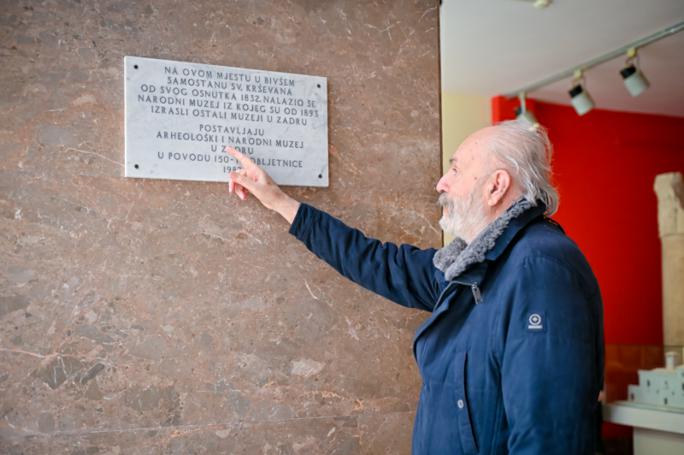 NA OVOM MJESTU U BIVŠEM
SAMOSTANU SV. KRŠEVANA
OD SVOG OSNUTKA 1832. NALAZIO SE
NARODNI MUZEJ IZ KOJEG SU OD 1893.
IZRASLI OSTALI MUZEJI U ZADRU
POSTAVLJAJU
ARHEOLOŠKI I NARODNI MUZEJ
U ZADRU
U POVODU 150- OBLJETNICE